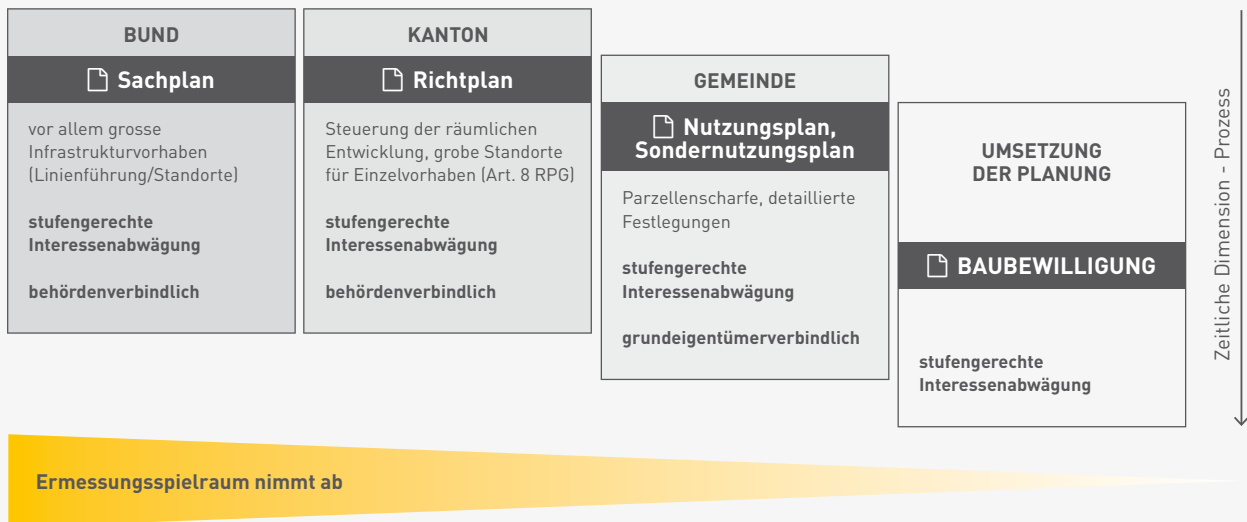 BUND
Sachplan
vor allem grosse
Infrastrukturvorhaben
(Linienführung/Standorte)
stufengerechte
Interessenabwägung
behördenverbindlich
KANTON
Richtplan
Steuerung der räumlichen
Entwicklung, grobe Standorte
für Einzelvorhaben (Art. 8 RPG)
stufengerechte
Interessenabwägung
behördenverbindlich
GEMEINDE
Nutzungsplan,
Sondernutzungsplan
Parzellenscharfe, detaillierte
Festlegungen
stufengerechte
Interessenabwägung
grundeigentümerverbindlich
UMSETZUNG
DER PLANUNG
BAUBEWILLIGUNG
stufengerechte
Interessenabwägung
Zeitliche Dimension - Prozess
Ermessungsspielraum nimmt ab